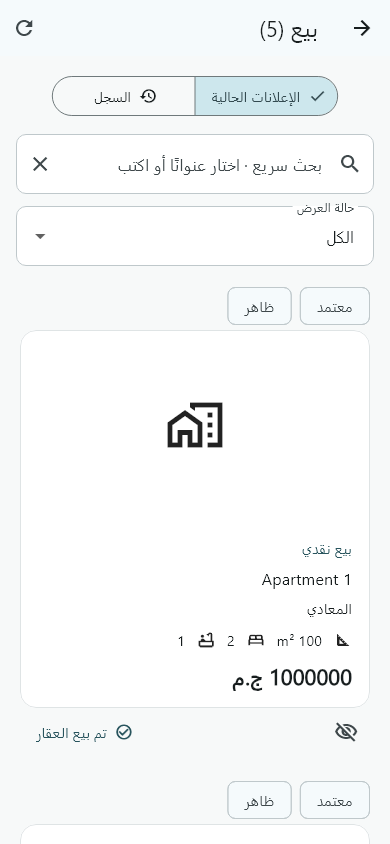 بيع (5)
الإعلانات الحالية
السجل
بحث سريع · اختار عنوانًا أو اكتب
حالة العرض
الكل
معتمد
ظاهر
بيع نقدي
Apartment 1
المعادي
100 m² 2 1
1000000 ج.م
تم بيع العقار
معتمد
ظاهر